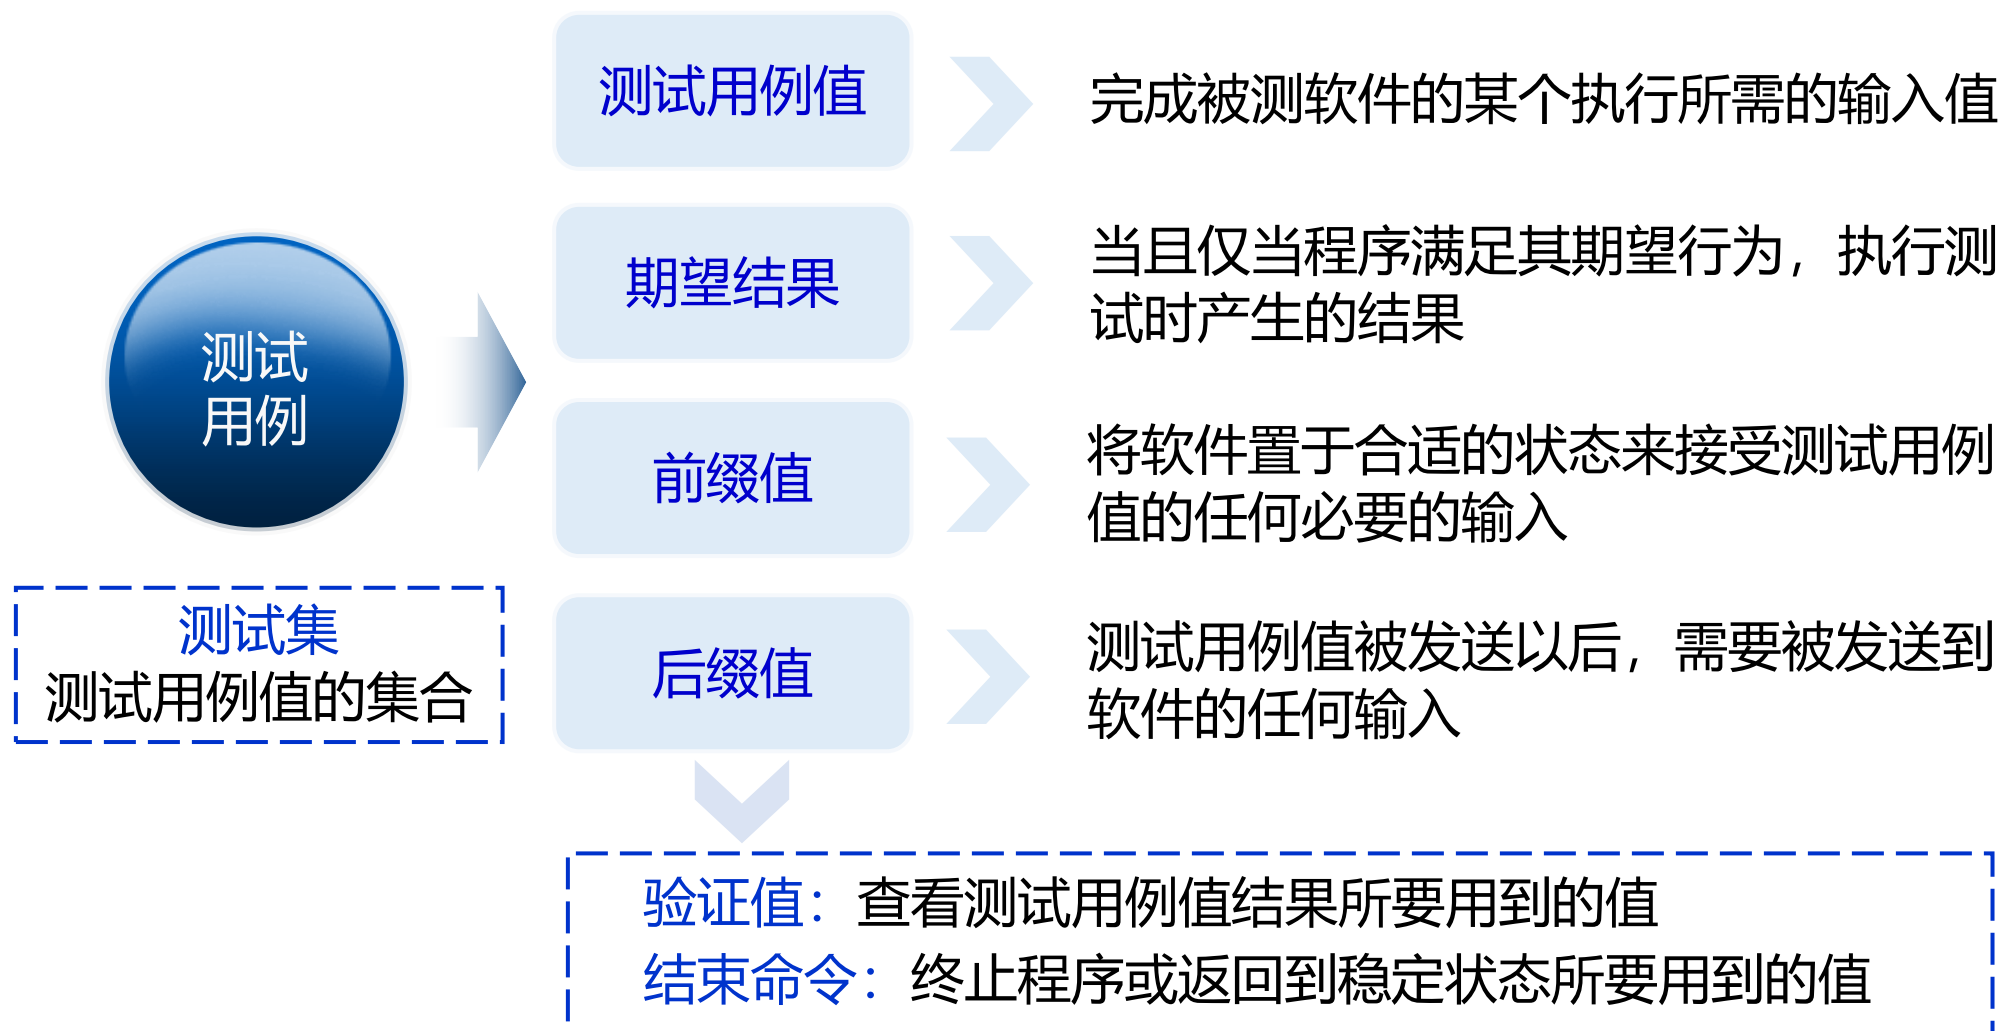 测试用例值
完成被测软件的某个执行所需的输入值
期望结果
当且仅当程序满足其期望行为，执行测
试时产生的结果
测试
用例
前缀值
将软件置于合适的状态来接受测试用例
值的任何必要的输入
测试集
测试用例值的集合
后缀值
测试用例值被发送以后，需要被发送到
软件的任何输入
验证值：查看测试用例值结果所要用到的值
结束命令：终止程序或返回到稳定状态所要用到的值